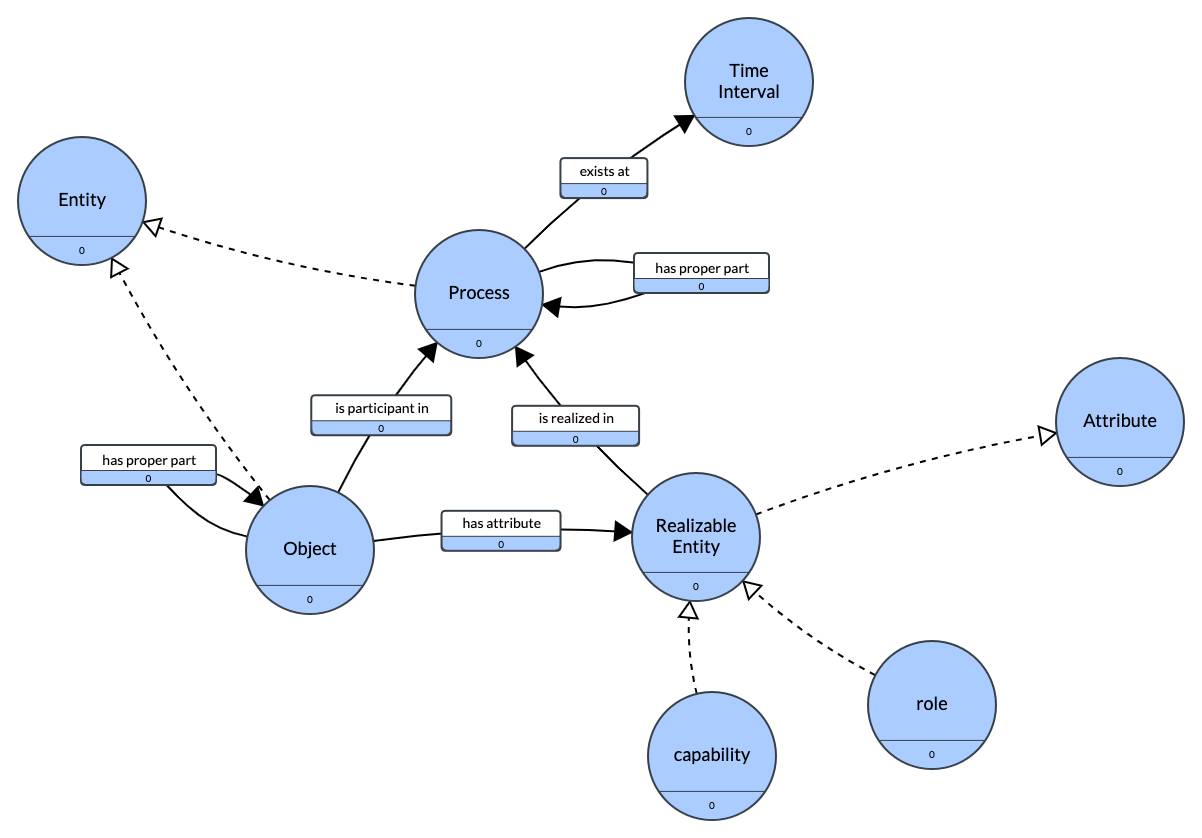 Time
Interval
0
exists at
0
Entity
0
Process
0
has proper part
0
is participant in
0
is realized in
0
Attribute
0
has proper part
0
Object
0
has attribute
0
Realizable
Entity
0
role
0
capability
0